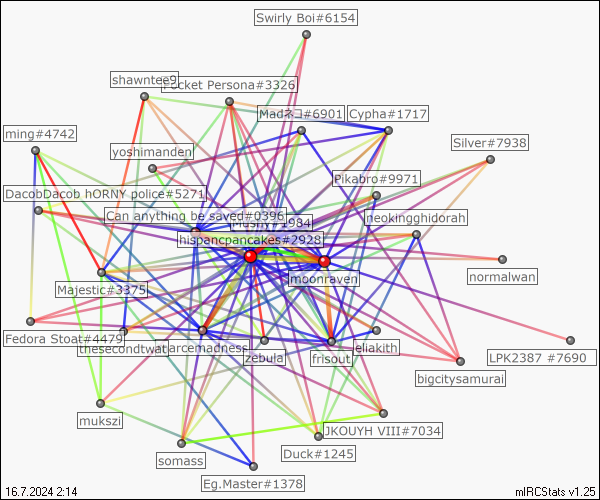 Swirly Boi#6154
shawntee9
Pocket Persona#3326
Madネコ#6901
Cypha#1717
ming#4742
Silver#7938
yoshimanden
Pikabro#9971
DacobDacob hORNY police#5271
Can anything be saved#0396
neokingghidorah
hispancpancakes#2928
moonraven
normalwan
Majestic#3375
Fedora Stoat#4479
thesecondtwat
arcemadness
zebula
frisout
eliakith
LPK2387 #7690
bigcitysamurai
mukszi
JKOUYH VIII#7034
somass
Duck#1245
Eg.Master#1378
16.7.2024 2:14
mIRCStats v1.25